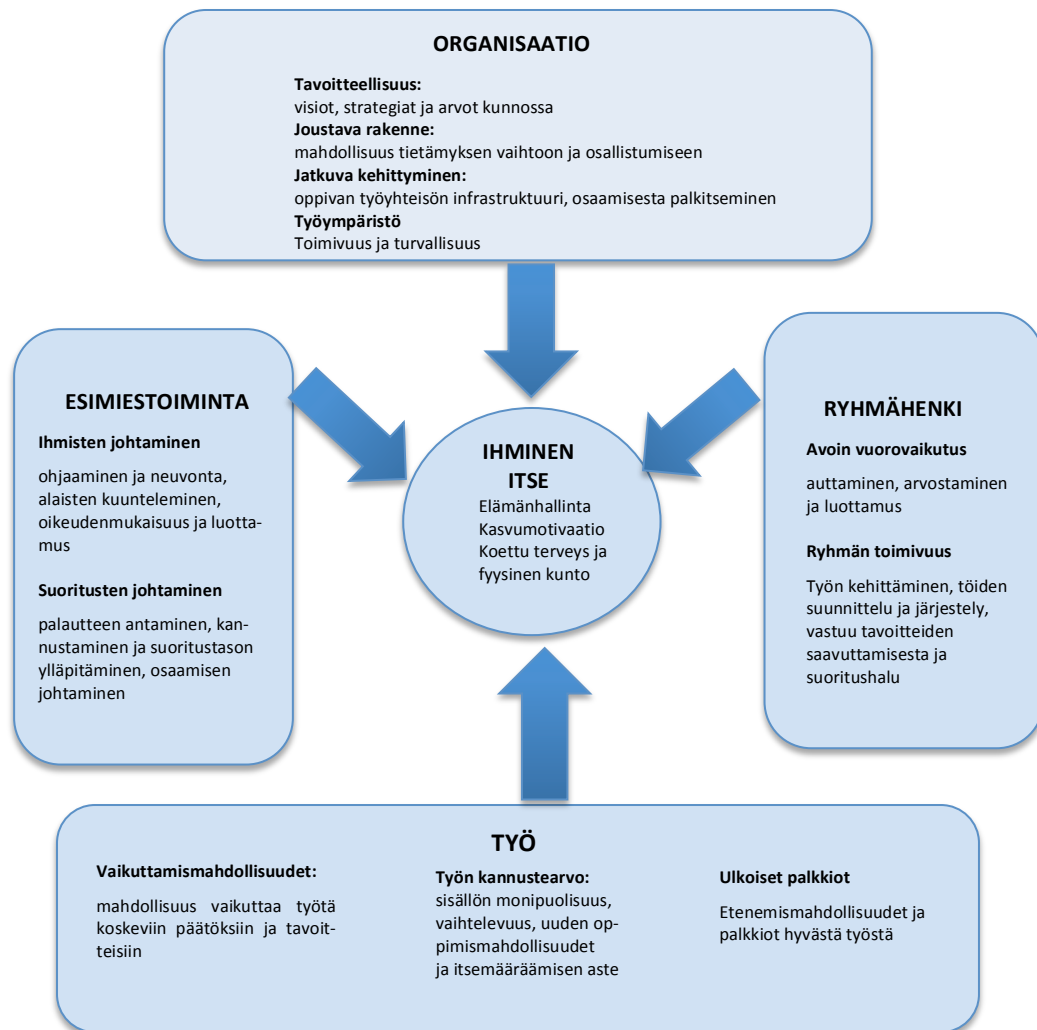 ORGANISAATIO
Tavoitteellisuus:
visiot, strategiat ja arvot kunnossa
Joustava rakenne:
mahdollisuus tietämyksen vaihtoon ja osallistumiseen
Jatkuva kehittyminen:
oppivan työyhteisön infrastruktuuri, osaamisesta palkitseminen
Työympäristö
Toimivuus ja turvallisuus
ESIMIESTOIMINTA
Ihmisten johtaminen
ohjaaminen ja neuvonta,
alaisten kuunteleminen,
oikeudenmukaisuus ja luotta-
mus
Suoritusten johtaminen
palautteen antaminen, kan-
nustaminen ja suoritustason
ylläpitäminen, osaamisen
johtaminen
IHMINEN
ITSE
Elämänhallinta
Kasvumotivaatio
Koettu terveys ja
fyysinen kunto
RYHMÄHENKI
Avoin vuorovaikutus
auttaminen, arvostaminen
ja luottamus
Ryhmän toimivuus
Työn kehittäminen, töiden
suunnittelu ja järjestely,
vastuu tavoitteiden
saavuttamisesta ja
suoritushalu
TYÖ
Vaikuttamismahdollisuudet:
mahdollisuus vaikuttaa työtä
koskeviin päätöksiin ja tavoit-
teisiin
Työn kannustearvo:
sisällön monipuolisuus,
vaihtelevuus, uuden op-
pimismahdollisuudet
ja itsemääräämisen aste
Ulkoiset palkkiot
Etenemismahdollisuudet ja
palkkiot hyvästä työstä